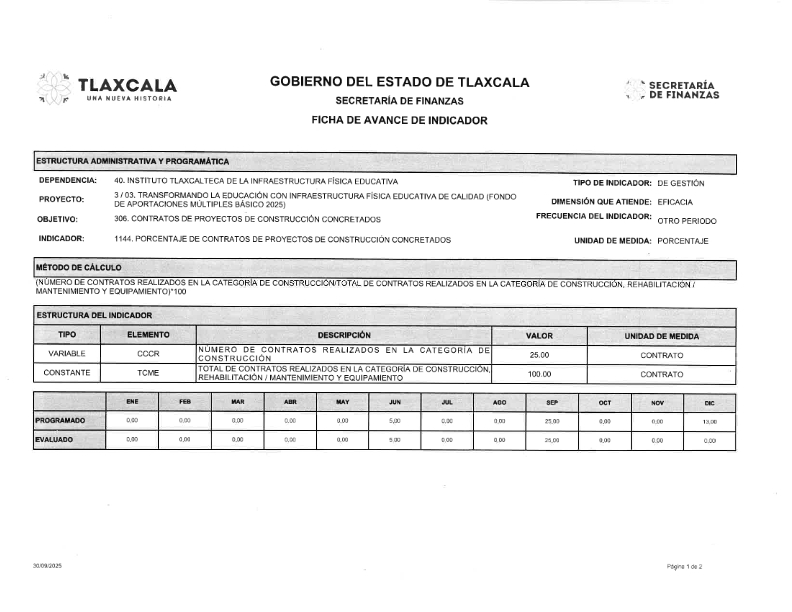 TLAXCALA
UNA NUEVA HISTORIA
GOBIERNO DEL ESTADO DE TLAXCALA
SECRETARÍA DE FINANZAS
FICHA DE AVANCE DE INDICADOR
SECRETARÍA
DE FINANZAS
ESTRUCTURA ADMINISTRATIVA Y PROGRAMÁTICA
DEPENDENCIA: 40. INSTITUTO TLAXCALTECA DE LA INFRAESTRUCTURA FÍSICA EDUCATIVA TIPO DE INDICADOR: DE GESTIÓN
PROYECTO: 3 / 03. TRANSFORMANDO LA EDUCACIÓN CON INFRAESTRUCTURA FÍSICA EDUCATIVA DE CALIDAD (FONDO
DE APORTACIONES MÚLTIPLES BÁSICO 2025) DIMENSIÓN QUE ATIENDE: EFICACIA
OBJETIVO: 306. CONTRATOS DE PROYECTOS DE CONSTRUCCIÓN CONCRETADOS FRECUENCIA DEL INDICADOR: OTRO PERIODO
INDICADOR: 1144. PORCENTAJE DE CONTRATOS DE PROYECTOS DE CONSTRUCCIÓN CONCRETADOS UNIDAD DE MEDIDA: PORCENTAJE
MÉTODO DE CÁLCULO
(NÚMERO DE CONTRATOS REALIZADOS EN LA CATEGORÍA DE CONSTRUCCIÓN/TOTAL DE CONTRATOS REALIZADOS EN LA CATEGORÍA DE CONSTRUCCIÓN, REHABILITACIÓN /
MANTENIMIENTO Y EQUIPAMIENTO)*100
ESTRUCTURA DEL INDICADOR
TIPO ELEMENTO DESCRIPCIÓN VALOR UNIDAD DE MEDIDA
VARIABLE CCCR NÚMERO DE CONTRATOS REALIZADOS EN LA CATEGORÍA DE
CONSTRUCCIÓN 25.00 CONTRATO
CONSTANTE TCME TOTAL DE CONTRATOS REALIZADOS EN LA CATEGORÍA DE CONSTRUCCIÓN,
REHABILITACIÓN / MANTENIMIENTO Y EQUIPAMIENTO 100.00 CONTRATO
ENE FEB MAR ABR MAY JUN JUL AGO SEP OCT NOV DIC
PROGRAMADO 0.00 0.00 0.00 0.00 0.00 5.00 0.00 0.00 25.00 0.00 0.00 13.00
EVALUADO 0.00 0.00 0.00 0.00 0.00 5.00 0.00 0.00 25.00 0.00 0.00 0.00
30/09/2025
Página 1 de 2